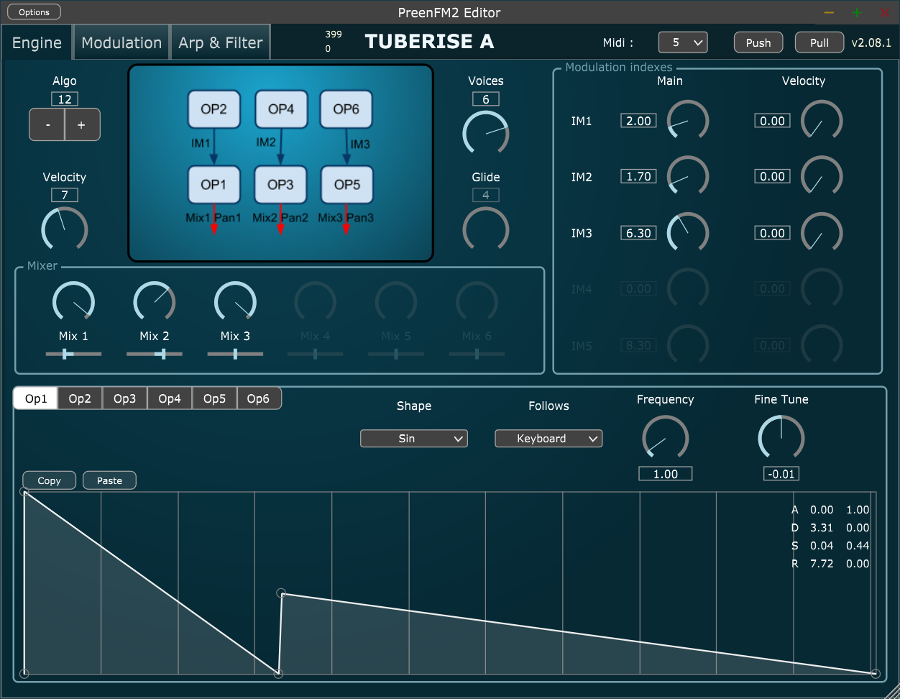 Options
PreenFM2 Editor
Engine
Modulation
Arp & Filter
399
0
TUBERISE A
Midi :
5
Push
Pull
v2.08.1
Algo
12
-
+
Velocity
7
OP2
OP4
OP6
IM1
IM2
IM3
OP1
OP3
OP5
Mix1 Pan1
Mix2 Pan2
Mix3 Pan3
Voices
6
Glide
4
Modulation indexes
Main
Velocity
IM1
2.00
0.00
IM2
1.70
0.00
IM3
6.30
0.00
IM4
0.00
0.00
IM5
8.30
0.00
Mixer
Mix 1
Mix 2
Mix 3
Mix 4
Mix 5
Mix 6
Op1
Op2
Op3
Op4
Op5
Op6
Shape
Sin
Follows
Keyboard
Frequency
1.00
Fine Tune
-0.01
Copy
Paste
A 0.00 1.00
D 3.31 0.00
S 0.04 0.44
R 7.72 0.00